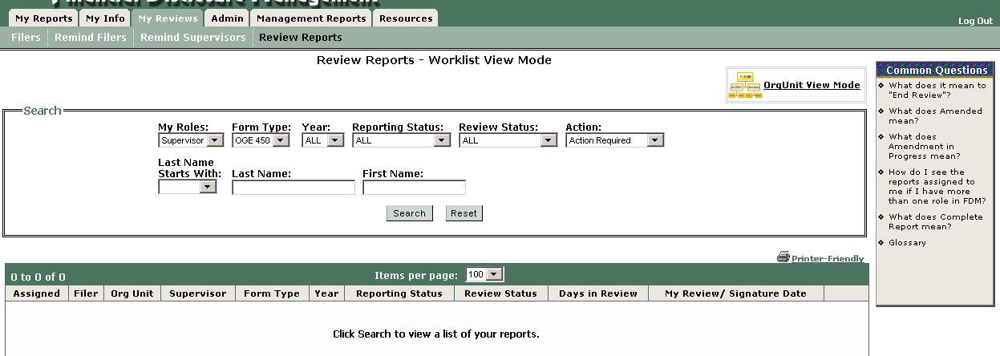 Financial Disclosure Management
My Reports My Info My Reviews Admin Management Reports Resources
Log Out
Filers Remind Filers Remind Supervisors Review Reports
Review Reports - Worklist View Mode
OrgUnit View Mode
Search
My Roles: Form Type: Year: Reporting Status: Review Status: Action:
Supervisor OGE 450 ALL ALL ALL Action Required
Last Name
Starts With: Last Name: First Name:
Search Reset
Printer-Friendly
0 to 0 of 0 Items per page: 100
Assigned Filer Org Unit Supervisor Form Type Year Reporting Status Review Status Days in Review My Review/ Signature Date
Click Search to view a list of your reports.
Common Questions
What does it mean to
"End Review"?
What does Amended
mean?
What does
Amendment in
Progress mean?
How do I see the
reports assigned to
me if I have more
than one role in FDM?
What does Complete
Report mean?
Glossary